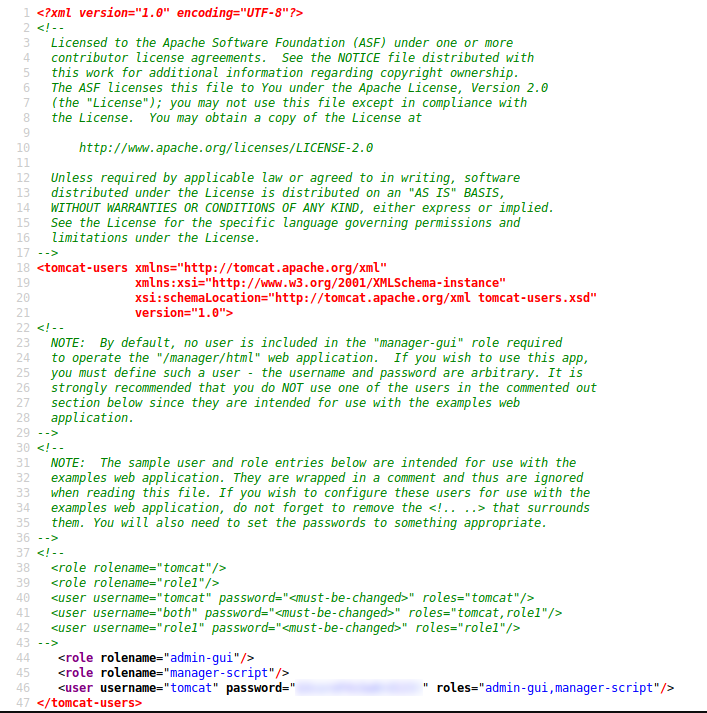 1 <?xml version="1.0" encoding="UTF-8"?>
2 <!--
3   Licensed to the Apache Software Foundation (ASF) under one or more
4   contributor license agreements.  See the NOTICE file distributed with
5   this work for additional information regarding copyright ownership.
6   The ASF licenses this file to You under the Apache License, Version 2.0
7   (the "License"); you may not use this file except in compliance with
8   the License.  You may obtain a copy of the License at
9
10       http://www.apache.org/licenses/LICENSE-2.0
11
12   Unless required by applicable law or agreed to in writing, software
13   distributed under the License is distributed on an "AS IS" BASIS,
14   WITHOUT WARRANTIES OR CONDITIONS OF ANY KIND, either express or implied.
15   See the License for the specific language governing permissions and
16   limitations under the License.
17 -->
18 <tomcat-users xmlns="http://tomcat.apache.org/xml"
19               xmlns:xsi="http://www.w3.org/2001/XMLSchema-instance"
20               xsi:schemaLocation="http://tomcat.apache.org/xml tomcat-users.xsd"
21               version="1.0">
22 <!--
23   NOTE:  By default, no user is included in the "manager-gui" role required
24   to operate the "/manager/html" web application.  If you wish to use this app,
25   you must define such a user - the username and password are arbitrary. It is
26   strongly recommended that you do NOT use one of the users in the commented out
27   section below since they are intended for use with the examples web
28   application.
29 -->
30 <!--
31   NOTE:  The sample user and role entries below are intended for use with the
32   examples web application. They are wrapped in a comment and thus are ignored
33   when reading this file. If you wish to configure these users for use with the
34   examples web application, do not forget to remove the <!.. ..> that surrounds
35   them. You will also need to set the passwords to something appropriate.
36 -->
37 <!--
38   <role rolename="tomcat"/>
39   <role rolename="role1"/>
40   <user username="tomcat" password="<must-be-changed>" roles="tomcat"/>
41   <user username="both" password="<must-be-changed>" roles="tomcat,role1"/>
42   <user username="role1" password="<must-be-changed>" roles="role1"/>
43 -->
44    <role rolename="admin-gui"/>
45    <role rolename="manager-script"/>
46    <user username="tomcat" password="" roles="admin-gui,manager-script"/>
47 </tomcat-users>